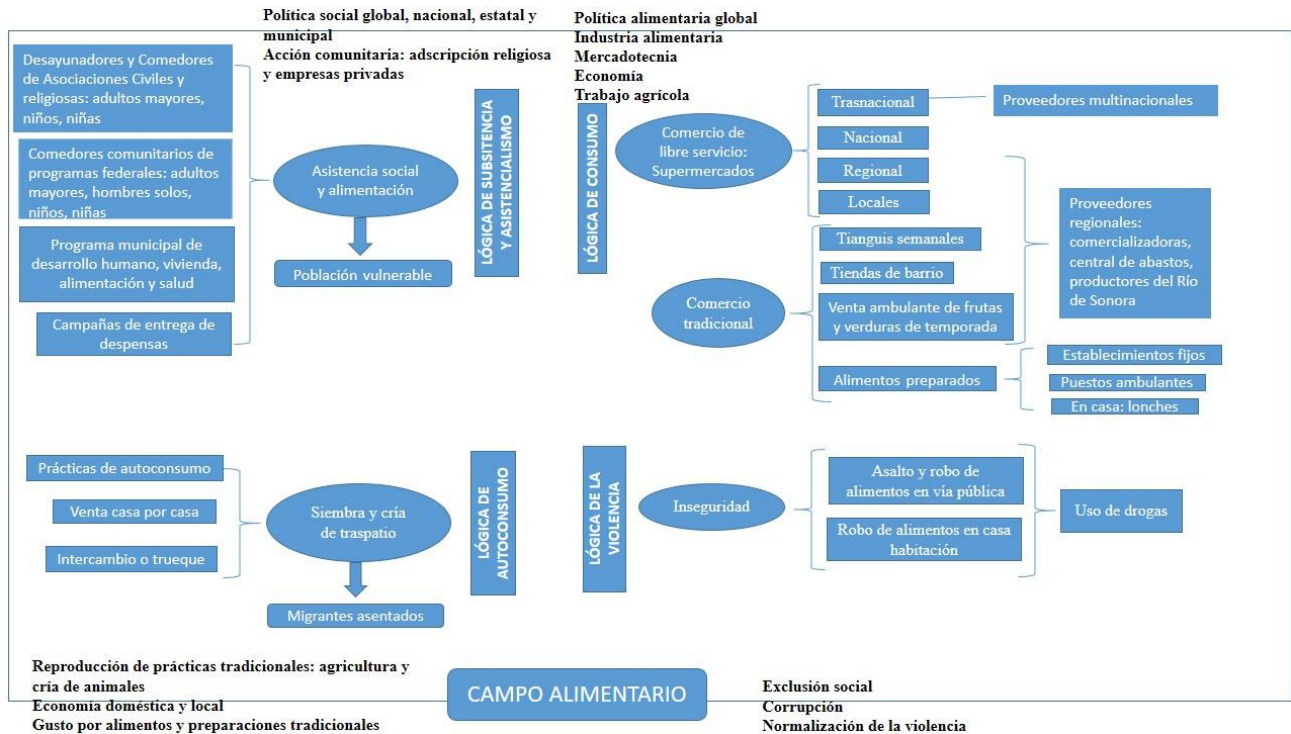 Política social global, nacional, estatal y
municipal
Acción comunitaria: adscripción religiosa
y empresas privadas
Política alimentaria global
Industria alimentaria
Mercadotecnia
Economía
Trabajo agrícola
Desayunadores y Comedores
de Asociaciones Civiles y
religiosas: adultos mayores,
niños, niñas
Comedores comunitarios de
programas federales: adultos
mayores, hombres solos,
niños, niñas
Programa municipal de
desarrollo humano, vivienda,
alimentación y salud
Campañas de entrega de
despensas
Asistencia social
y alimentación
Población vulnerable
LÓGICA DE SUBSITENCIA
Y ASISTENCIALISMO
LÓGICA DE CONSUMO
Comercio de
libre servicio:
Supermercados
Trasnacional
Nacional
Regional
Locales
Proveedores multinacionales
Comercio
tradicional
Tianguis semanales
Tiendas de barrio
Venta ambulante de frutas
y verduras de temporada
Alimentos preparados
Proveedores
regionales:
comercializadoras,
central de abastos,
productores del Río
de Sonora
Establecimientos fijos
Puestos ambulantes
En casa: lonches
Prácticas de autoconsumo
Venta casa por casa
Intercambio o trueque
Siembra y cría
de traspatio
Migrantes asentados
LÓGICA DE
AUTOCONSUMO
LÓGICA DE LA
VIOLENCIA
Inseguridad
Asalto y robo de
alimentos en vía pública
Robo de alimentos en casa
habitación
Uso de drogas
Reproducción de prácticas tradicionales: agricultura y
cría de animales
Economía doméstica y local
Gusto por alimentos y preparaciones tradicionales
CAMPO ALIMENTARIO
Exclusión social
Corrupción
Normalización de la violencia